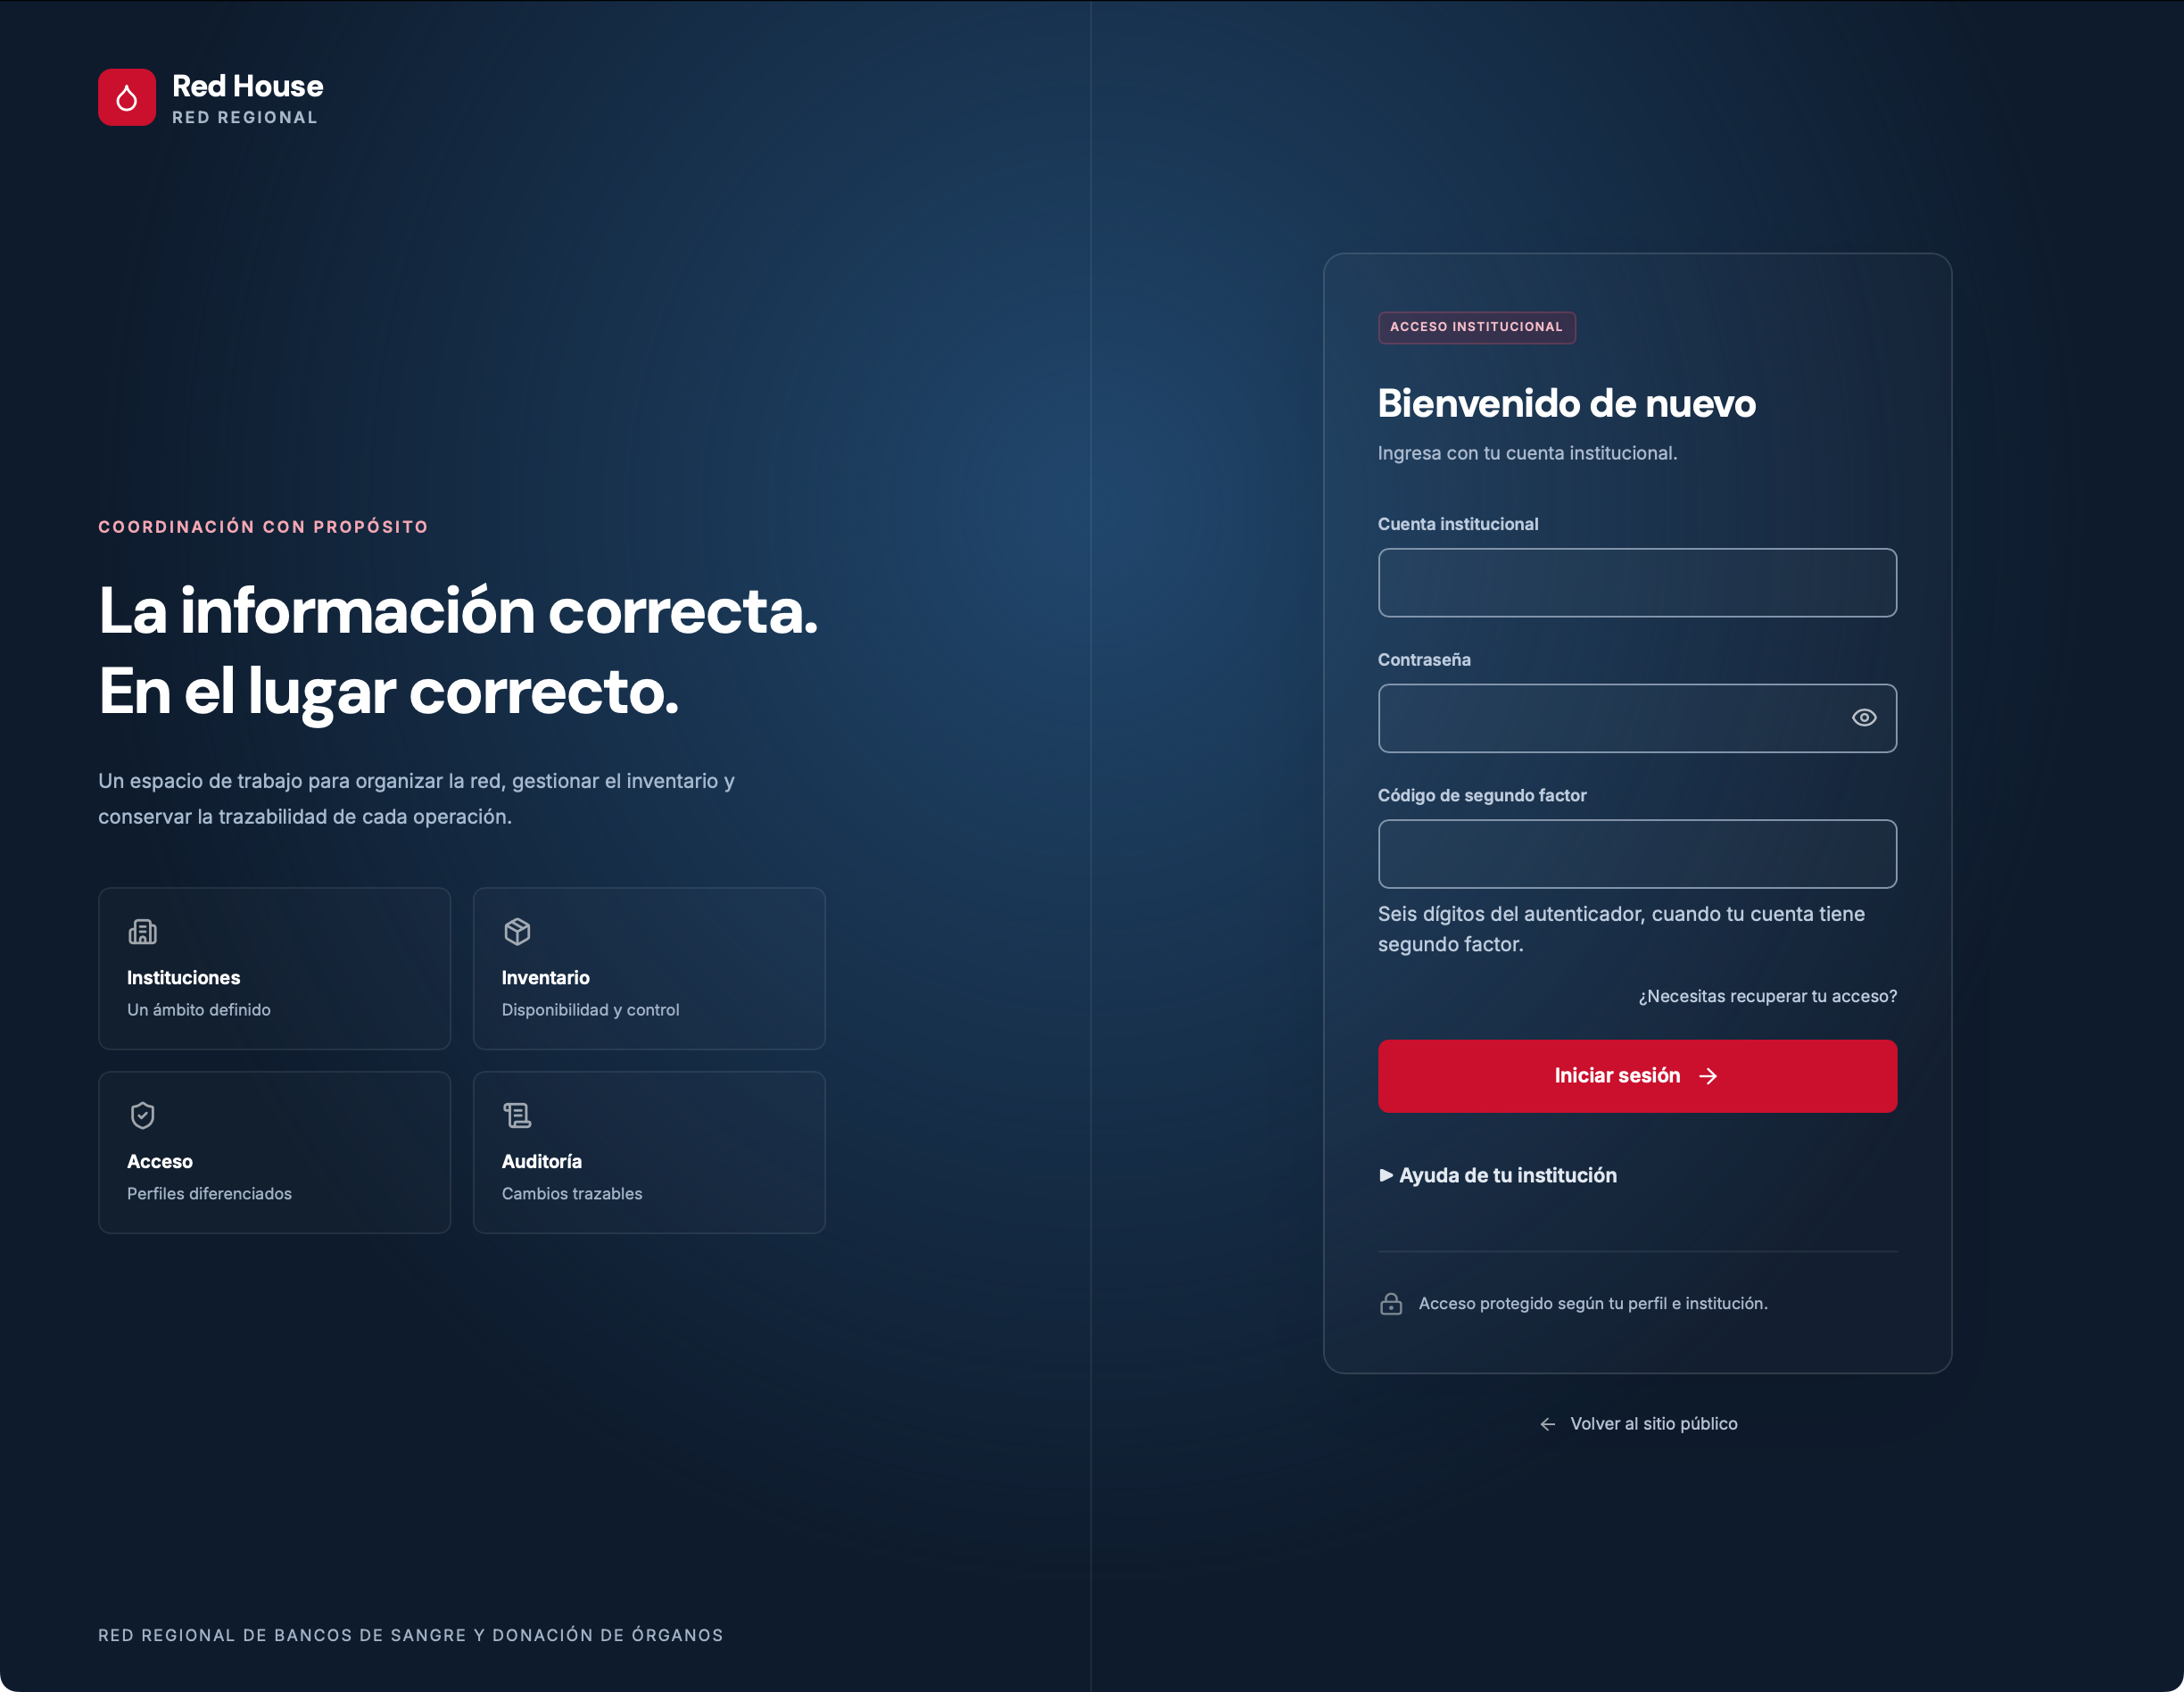 Red House
RED REGIONAL
COORDINACIÓN CON PROPÓSITO
La información correcta.
En el lugar correcto.
Un espacio de trabajo para organizar la red, gestionar el inventario y
conservar la trazabilidad de cada operación.
Instituciones
Un ámbito definido
Inventario
Disponibilidad y control
Acceso
Perfiles diferenciados
Auditoría
Cambios trazables
RED REGIONAL DE BANCOS DE SANGRE Y DONACIÓN DE ÓRGANOS
ACCESO INSTITUCIONAL
Bienvenido de nuevo
Ingresa con tu cuenta institucional.
Cuenta institucional
Contraseña
Código de segundo factor
Seis dígitos del autenticador, cuando tu cuenta tiene
segundo factor.
¿Necesitas recuperar tu acceso?
Iniciar sesión
Ayuda de tu institución
Acceso protegido según tu perfil e institución.
Volver al sitio público